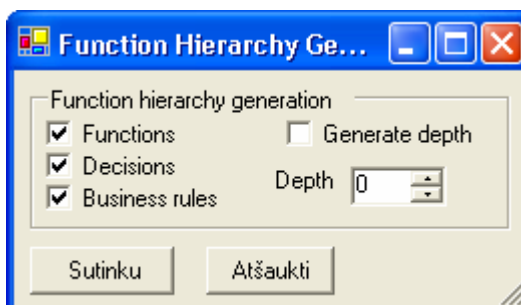 Function Hierarchy Ge...
Function hierarchy generation
Functions
Generate depth
Decisions
Depth 0
Business rules
Sutinku
Atšaukti